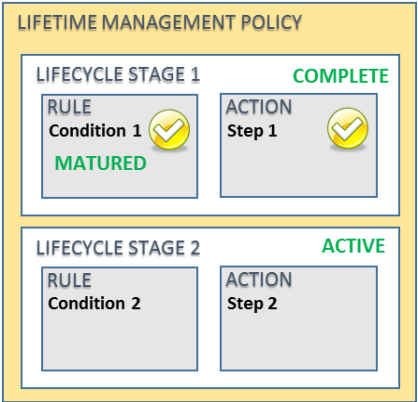 LIFETIME MANAGEMENT POLICY
LIFECYCLE STAGE 1
COMPLETE
RULE
Condition 1
MATURED
ACTION
Step 1
LIFECYCLE STAGE 2
ACTIVE
RULE
Condition 2
ACTION
Step 2